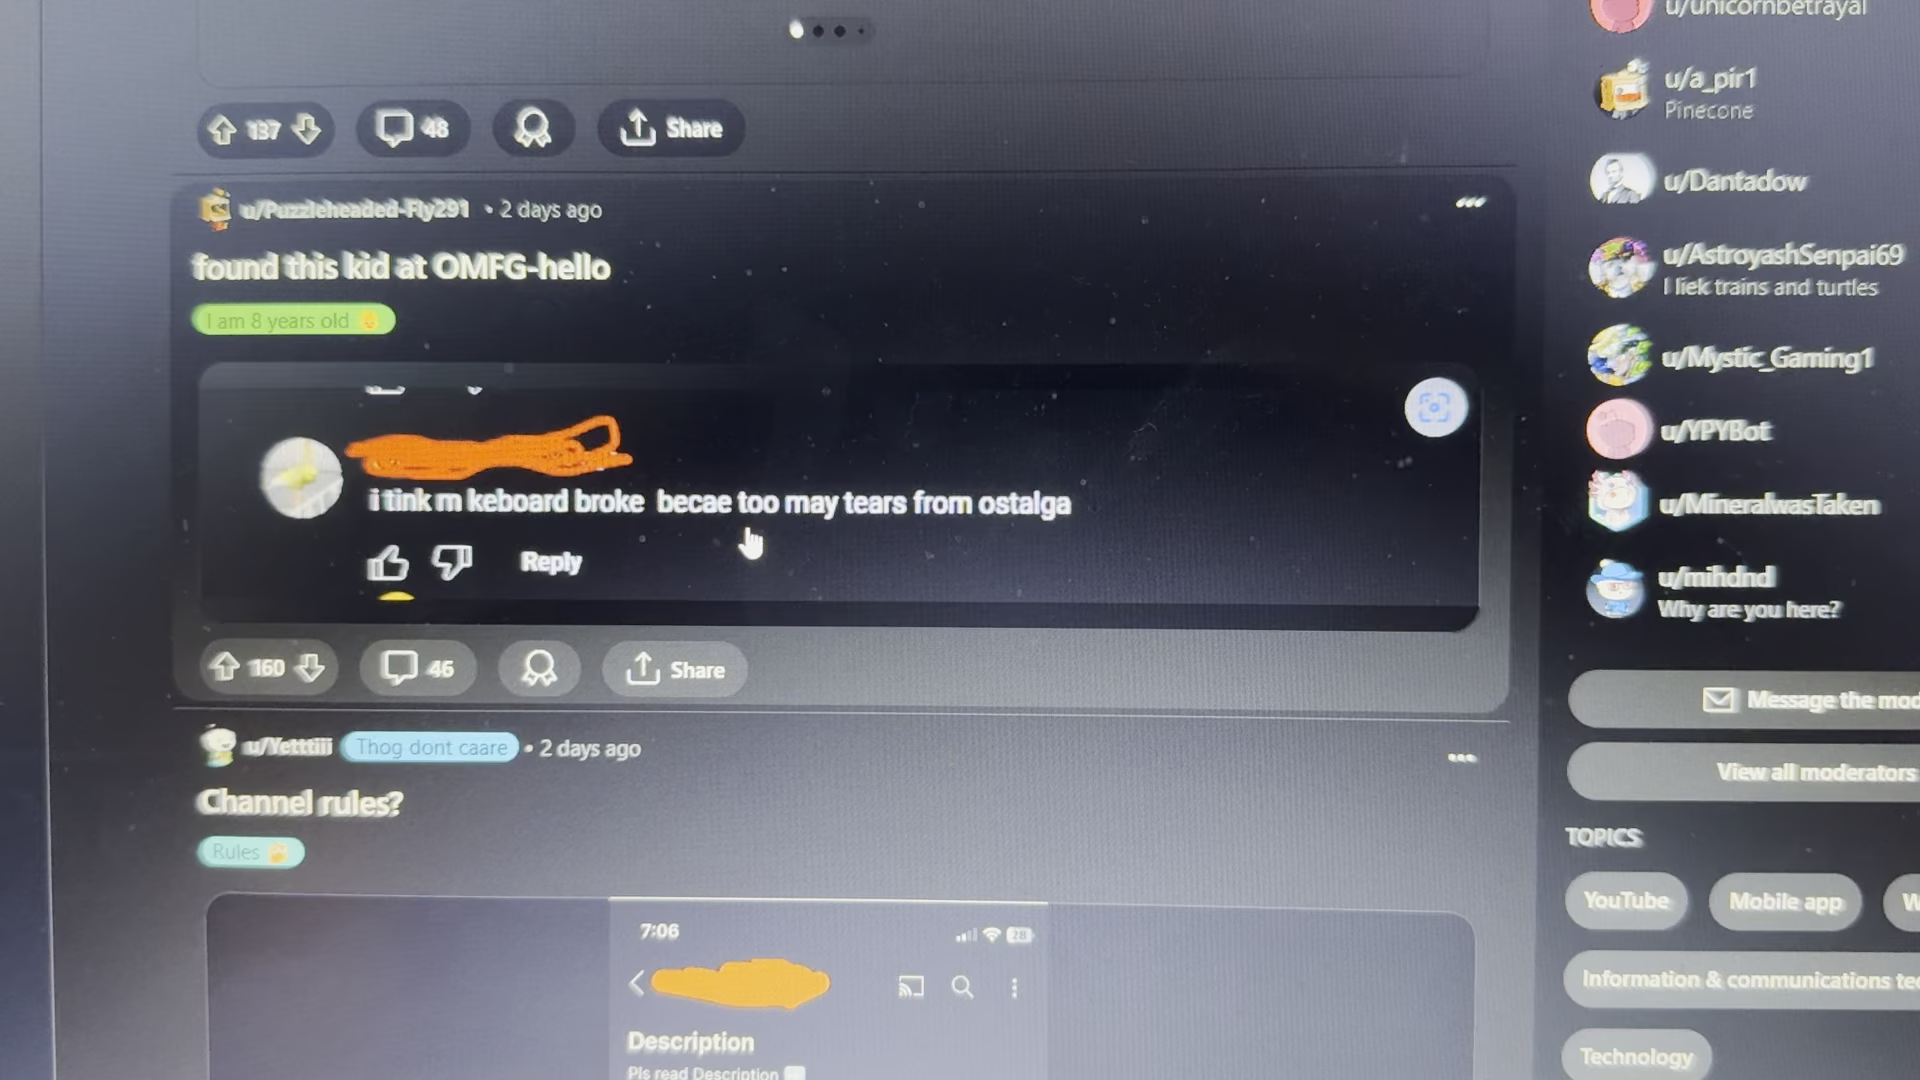 u/unicornbetrayal
u/a_pir1
Pinecone
u/Dantadow
u/AstroyashSenpai69
I liek trains and turtles
u/Mystic_Gaming1
u/YPYBot
u/MineralwasTaken
u/mihdnd
Why are you here?
Message the mod
View all moderators
TOPICS
YouTube
Mobile app
W
Information & communications tec
Technology
137
48
Share
u/Puzzleheaded-Fly291 • 2 days ago
found this kid at OMFG-hello
I am 8 years old
i tink m keboard broke becae too may tears from ostalga
Reply
160
46
Share
u/Yetttiii Thog dont caare • 2 days ago
Channel rules?
Rules
7:06
28
Description
Pls read Description